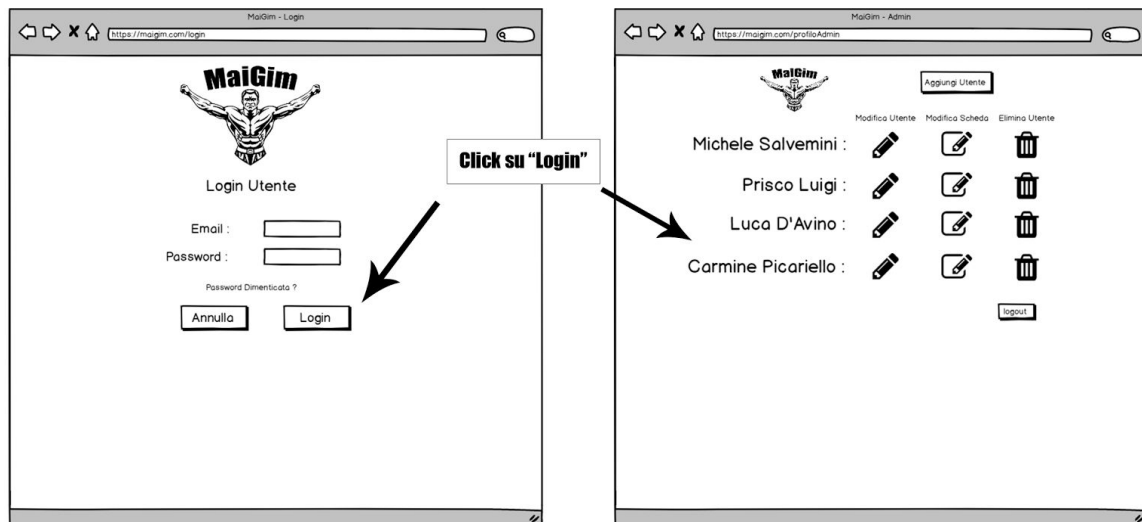 MaiGim - Login
https://maigim.com/login
MaiGim
Login Utente
Email :
Password :
Password Dimenticata ?
Annulla
Login
Click su “Login”
MaiGim - Admin
https://maigim.com/profiloAdmin
MaiGim
Aggiungi Utente
Modifica Utente Modifica Scheda Elimina Utente
Michele Salvemini :
Prisco Luigi :
Luca D'Avino :
Carmine Picariello :
logout